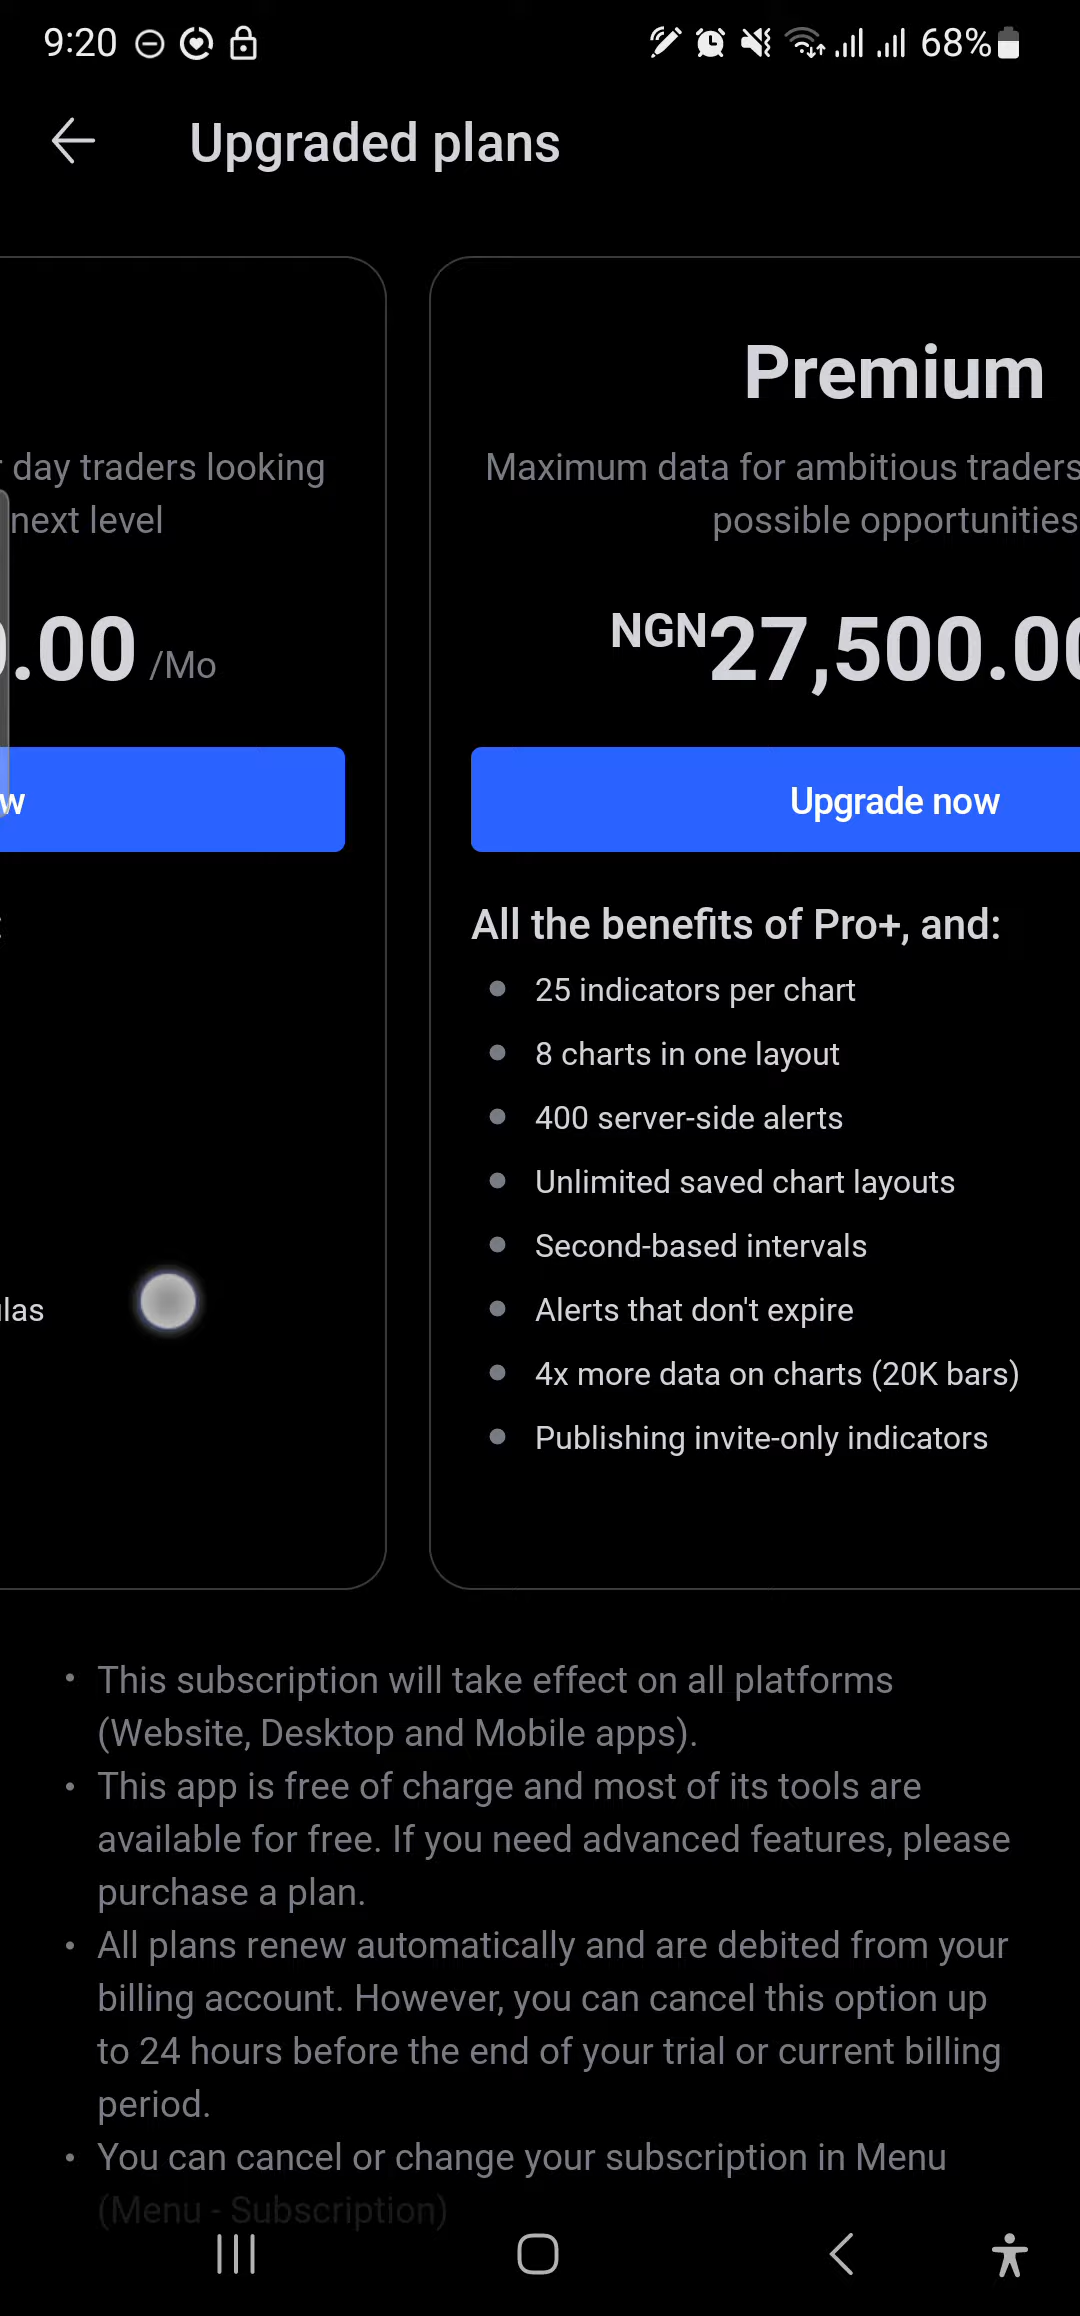 9:20
68%
Upgraded plans
day traders looking
next level
.00 /Mo
w
:
las
Premium
Maximum data for ambitious traders
possible opportunities
NGN27,500.00
Upgrade now
All the benefits of Pro+, and:
25 indicators per chart
8 charts in one layout
400 server-side alerts
Unlimited saved chart layouts
Second-based intervals
Alerts that don't expire
4x more data on charts (20K bars)
Publishing invite-only indicators
• This subscription will take effect on all platforms
(Website, Desktop and Mobile apps).
• This app is free of charge and most of its tools are
available for free. If you need advanced features, please
purchase a plan.
• All plans renew automatically and are debited from your
billing account. However, you can cancel this option up
to 24 hours before the end of your trial or current billing
period.
• You can cancel or change your subscription in Menu
(Menu - Subscription)